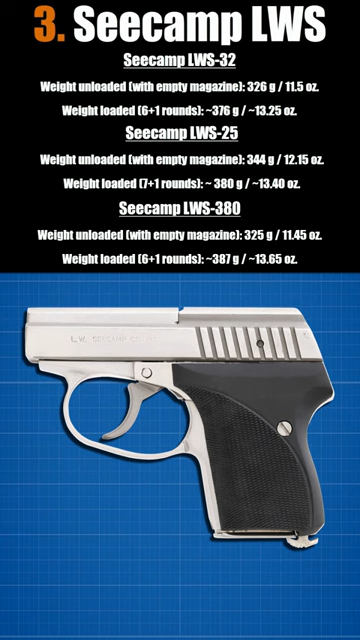 3. Seecamp LWS
Seecamp LWS-32
Weight unloaded (with empty magazine): 326 g / 11.5 oz.
Weight loaded (6+1 rounds): ~376 g / ~13.25 oz.
Seecamp LWS-25
Weight unloaded (with empty magazine): 344 g / 12.15 oz.
Weight loaded (7+1 rounds): ~ 380 g / ~13.40 oz.
Seecamp LWS-380
Weight unloaded (with empty magazine): 325 g / 11.45 oz.
Weight loaded (6+1 rounds): ~387 g / ~13.65 oz.
L.W. SEECAMP